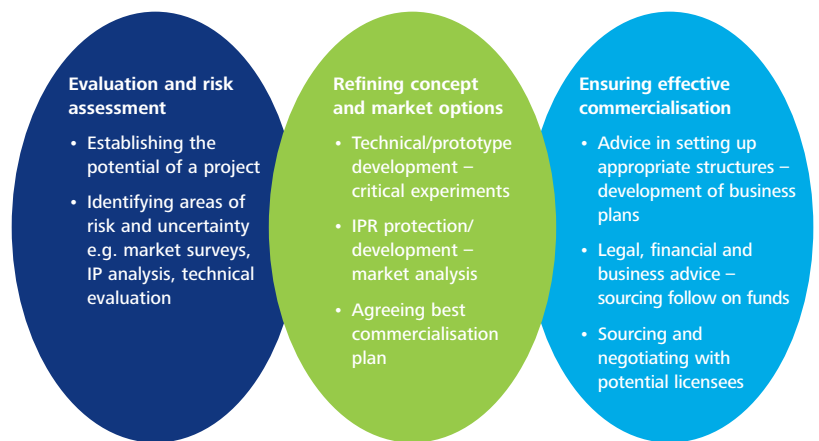 Evaluation and risk
assessment
• Establishing the
potential of a project
• Identifying areas of
risk and uncertainty
e.g. market surveys,
IP analysis, technical
evaluation
Refining concept
and market options
• Technical/prototype
development –
critical experiments
• IPR protection/
development –
market analysis
• Agreeing best
commercialisation
plan
Ensuring effective
commercialisation
• Advice in setting up
appropriate structures –
development of business
plans
• Legal, financial and
business advice –
sourcing follow on funds
• Sourcing and
negotiating with
potential licensees